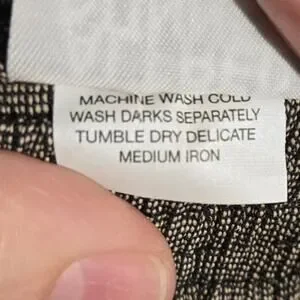 MACHINE WASH COLD
WASH DARKS SEPARATELY
TUMBLE DRY DELICATE
MEDIUM IRON